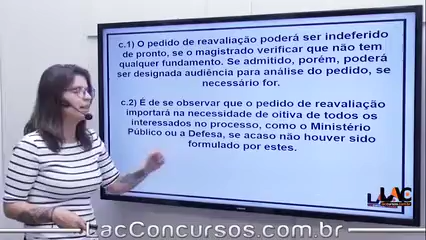 c.1) O pedido de reavaliação poderá ser indeferido
de pronto, se o magistrado verificar que não tem
qualquer fundamento. Se admitido, porém, poderá
ser designada audiência para análise do pedido, se
necessário for.
c.2) É de se observar que o pedido de reavaliação
importará na necessidade de oitiva de todos os
interessados no processo, como o Ministério
Público ou a Defesa, se acaso não houver sido
formulado por estes.
LAC
LacConcursos.com.br